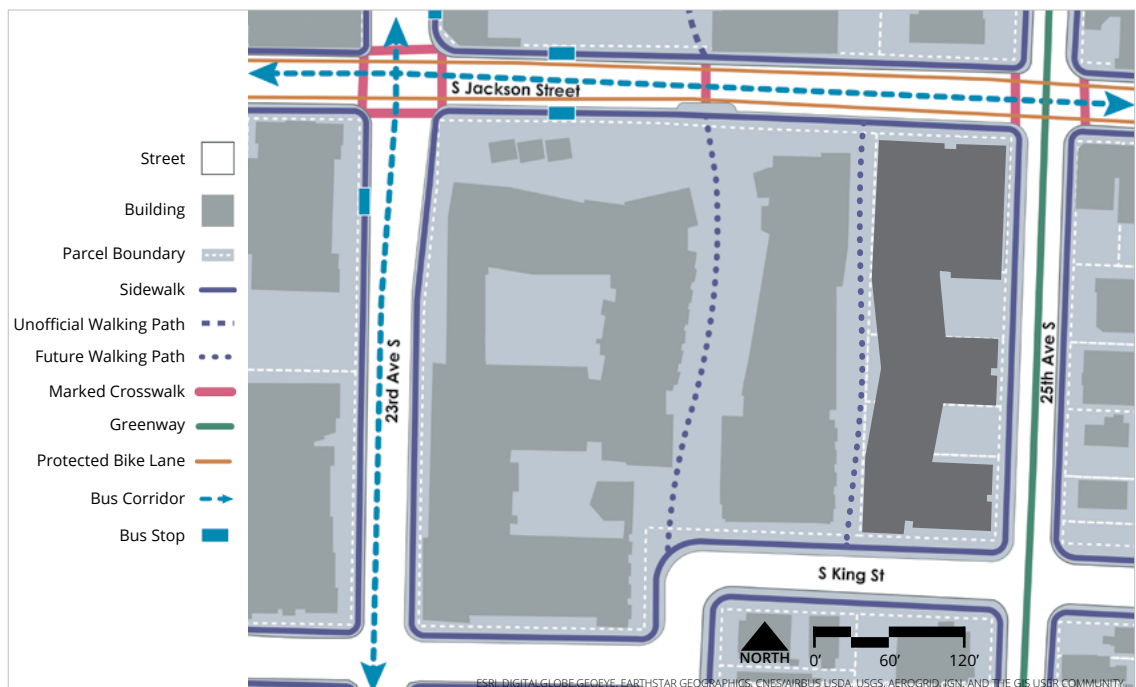 S Jackson Street
Street
Building
Parcel Boundary
Sidewalk
Unofficial Walking Path
Future Walking Path
Marked Crosswalk
Greenway
Protected Bike Lane
Bus Corridor
Bus Stop
23rd Ave S
25th Ave S
S King St
NORTH
0’ 60’ 120’
ESRI, DIGITALGLOBE, GEOEYE, EARTHSTAR GEOGRAPHICS, CNES/AIRBUS USDA, USGS, AEROGRID, IGN, AND THE GIS USER COMMUNITY.